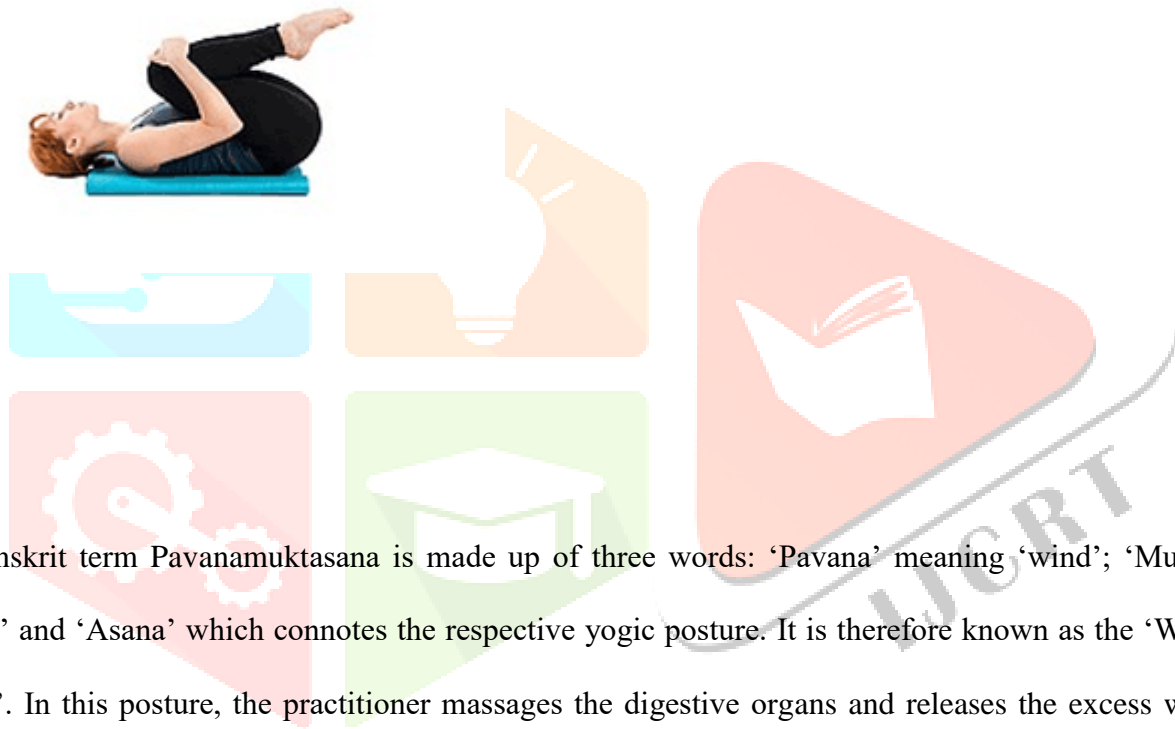 IJCRT
nskrit term Pavanamuktasana is made up of three words: ‘Pavana’ meaning ‘wind’; ‘Mu
’ and ‘Asana’ which connotes the respective yogic posture. It is therefore known as the ‘W
’. In this posture, the practitioner massages the digestive organs and releases the excess w